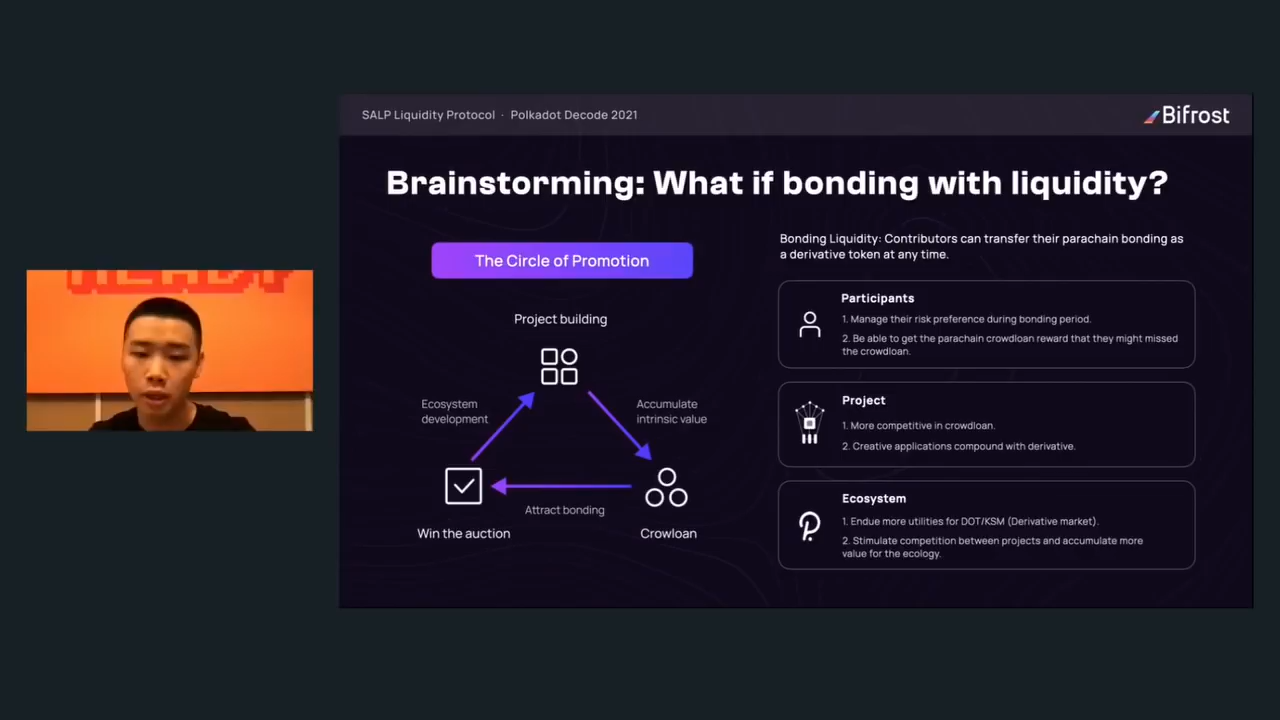 SALP Liquidity Protocol · Polkadot Decode 2021
Bifrost
Brainstorming: What if bonding with liquidity?
The Circle of Promotion
Project building
Ecosystem
development
Accumulate
intrinsic value
Attract bonding
Win the auction
Crowloan
Bonding Liquidity: Contributors can transfer their parachain bonding as
a derivative token at any time.
Participants
1. Manage their risk preference during bonding period.
2. Be able to get the parachain crowdloan reward that they might missed
the crowdloan.
Project
1. More competitive in crowdloan.
2. Creative applications compound with derivative.
Ecosystem
1. Endue more utilities for DOT/KSM (Derivative market).
2. Stimulate competition between projects and accumulate more
value for the ecology.